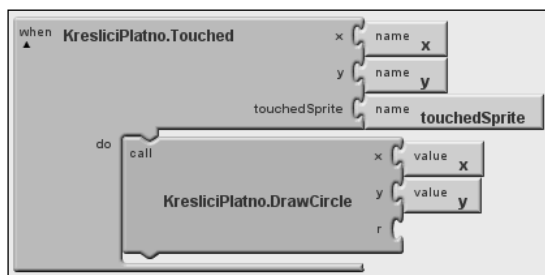 when KresliciPlatno.Touched x name x
y name y
touchedSprite name touchedSprite
do call x value x
KresliciPlatno.DrawCircle y value y
r